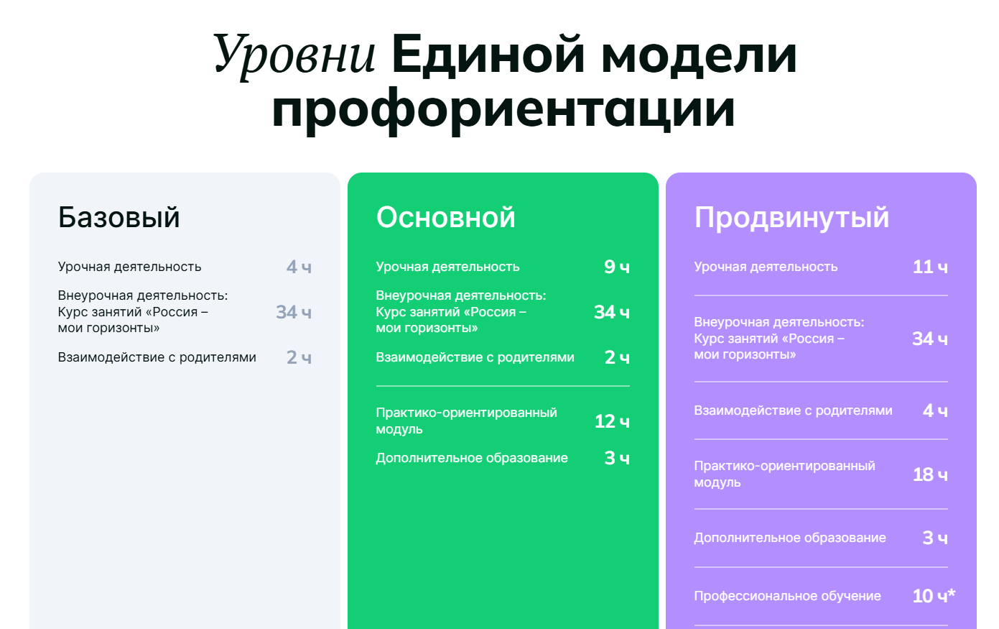 Уровни Единой модели
профориентации
Базовый
Урочная деятельность 4 ч
Внеурочная деятельность:
Курс занятий «Россия – 34 ч
мои горизонты»
Взаимодействие с родителями 2 ч
Основной
Урочная деятельность 9 ч
Внеурочная деятельность:
Курс занятий «Россия – 34 ч
мои горизонты»
Взаимодействие с родителями 2 ч
Практико-ориентированный
модуль 12 ч
Дополнительное образование 3 ч
Продвинутый
Урочная деятельность 11 ч
Внеурочная деятельность:
Курс занятий «Россия – 34 ч
мои горизонты»
Взаимодействие с родителями 4 ч
Практико-ориентированный
модуль 18 ч
Дополнительное образование 3 ч
Профессиональное обучение 10 ч*